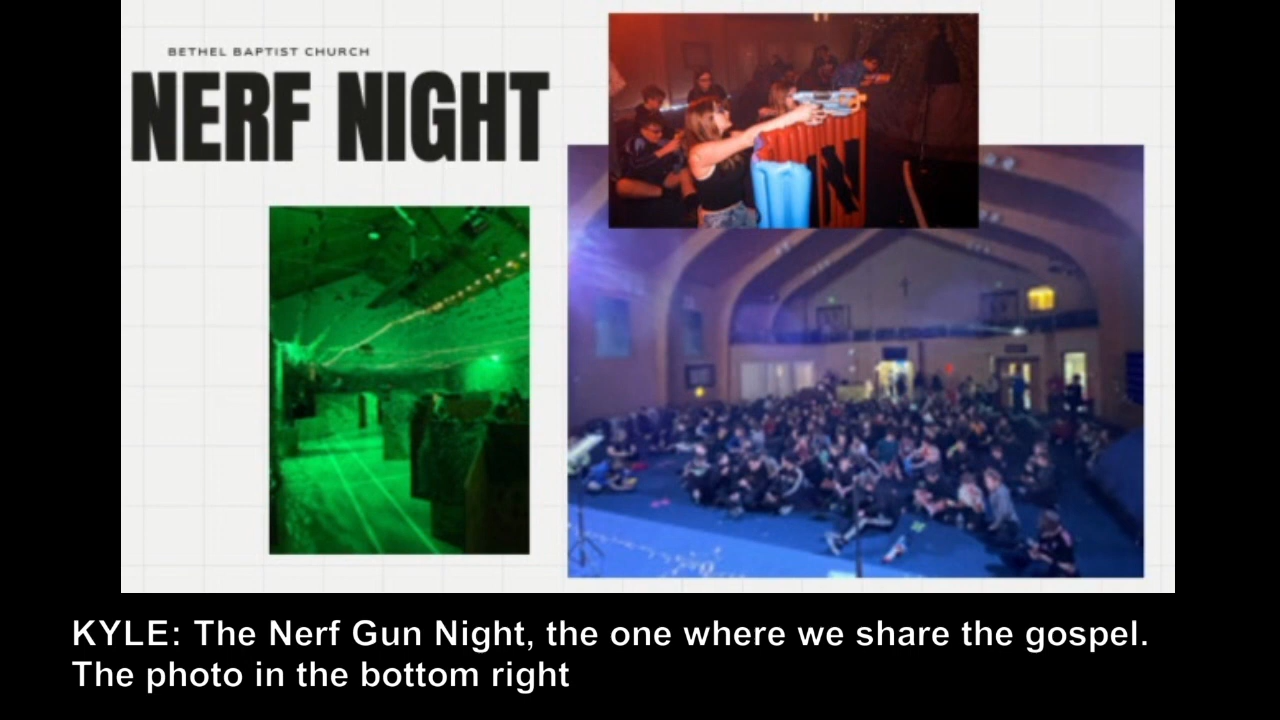 BETHEL BAPTIST CHURCH
NERF NIGHT
KYLE: The Nerf Gun Night, the one where we share the gospel.
The photo in the bottom right